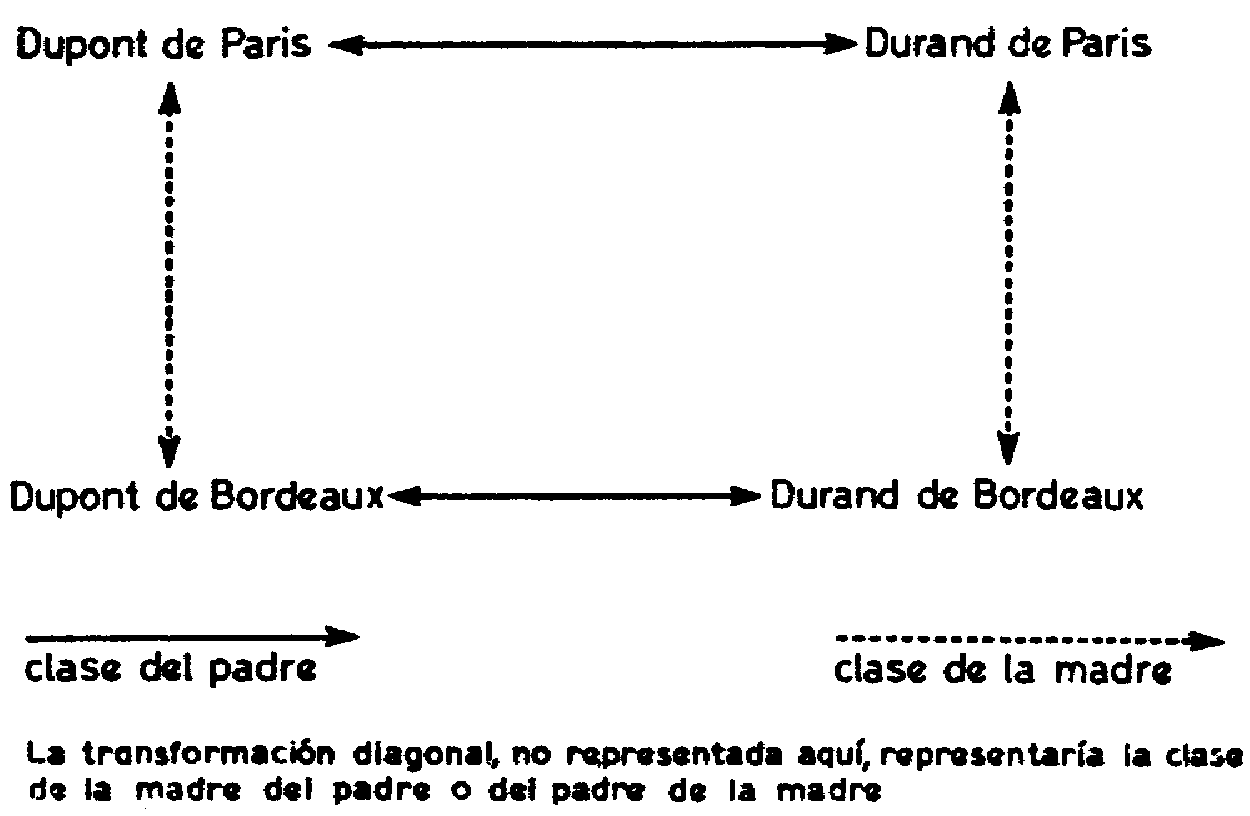 Dupont de Paris Durand de Paris
Dupont de Bordeaux Durand de Bordeaux
clase del padre clase de la madre
La transformación diagonal, no representada aquí, representaría la clase
de la madre del padre o del padre de la madre